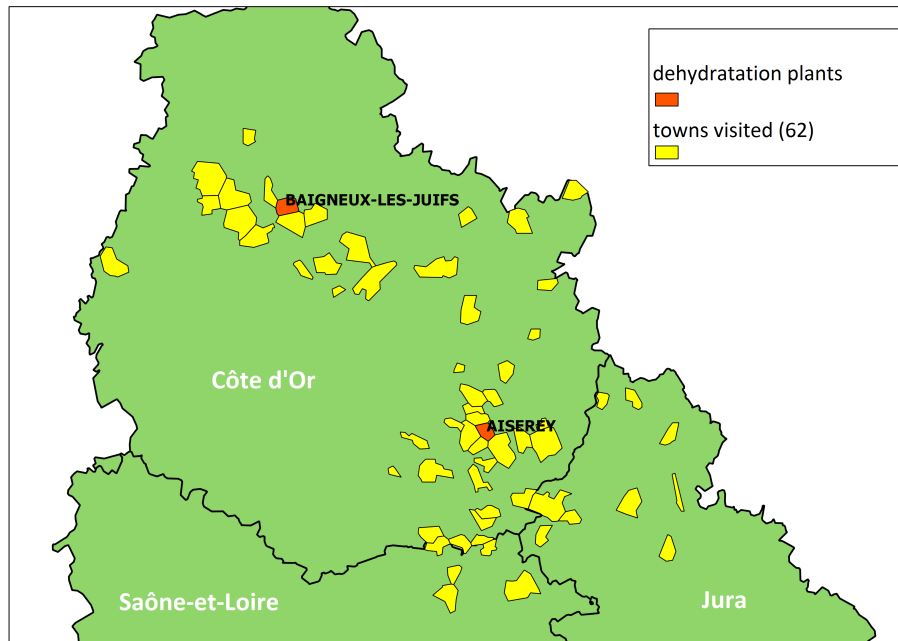 dehydratation plants
towns visited (62)
BAIGNEUX-LES-JUIFS
Côte d'Or
AISEREY
Saône-et-Loire
Jura